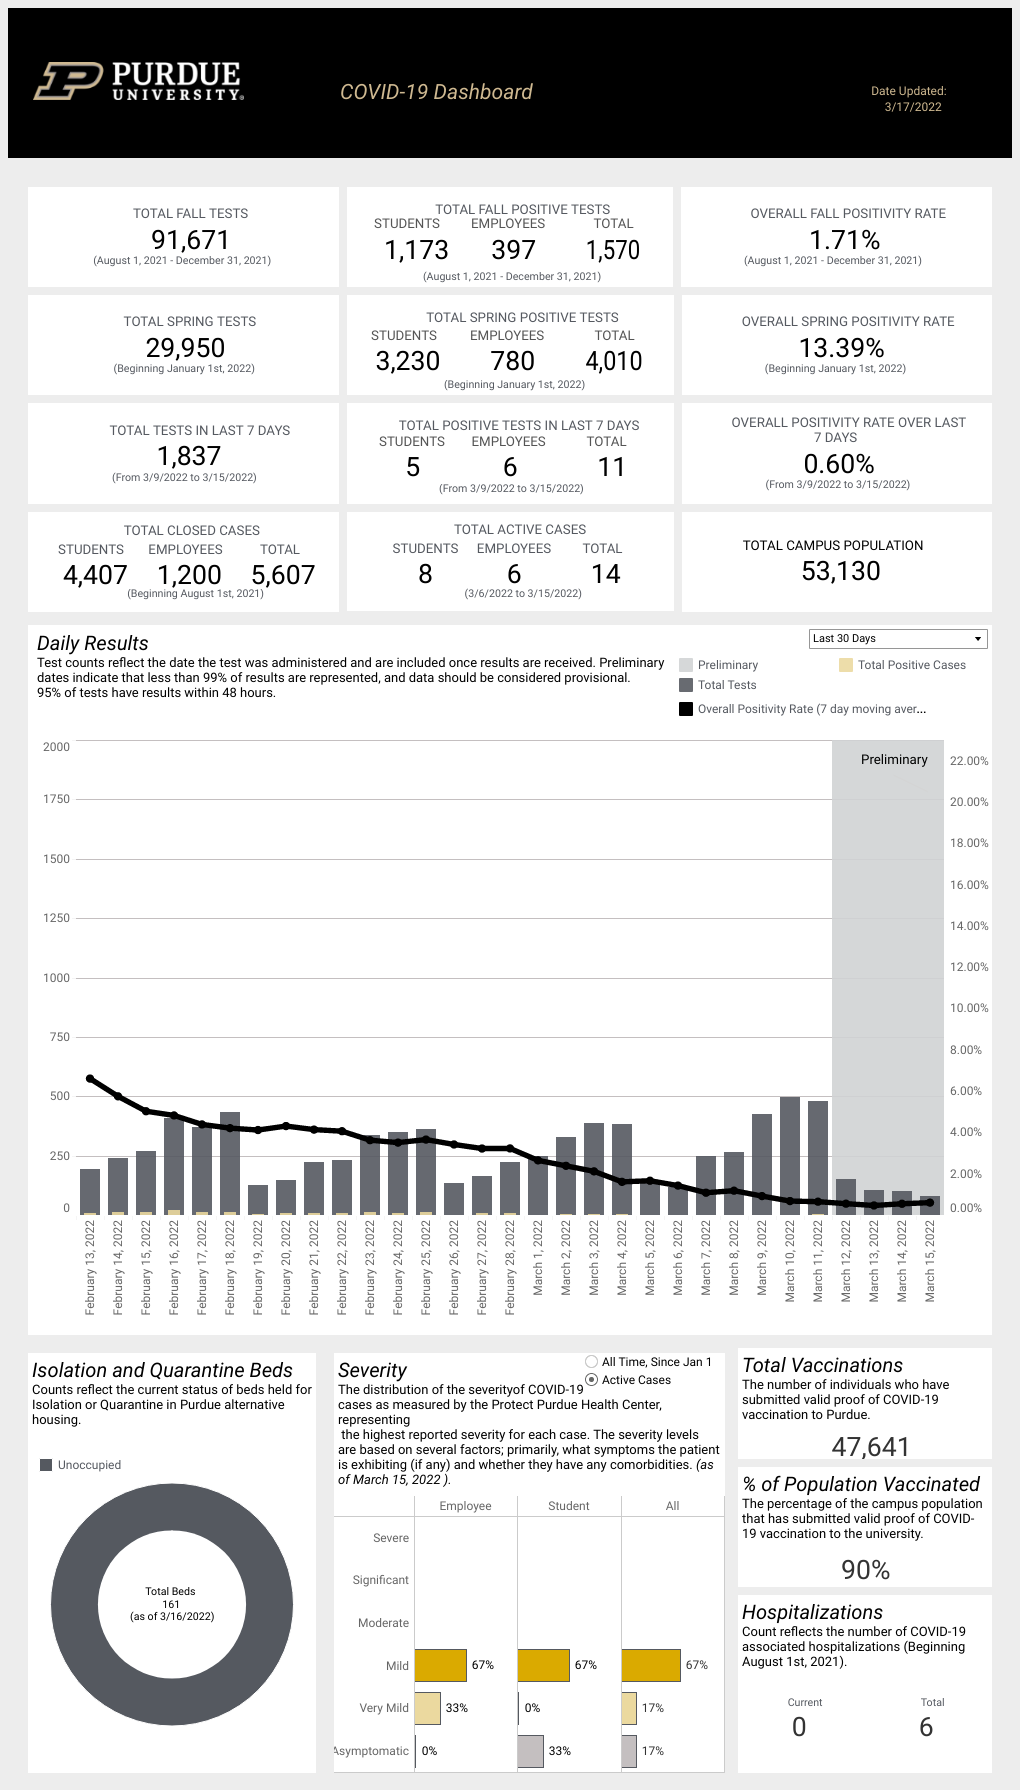 PURDUE
UNIVERSITY®
COVID-19 Dashboard
Date Updated:
3/17/2022
TOTAL FALL TESTS
91,671
(August 1, 2021 - December 31, 2021)
TOTAL FALL POSITIVE TESTS
STUDENTS EMPLOYEES TOTAL
1,173 397 1,570
(August 1, 2021 - December 31, 2021)
OVERALL FALL POSITIVITY RATE
1.71%
(August 1, 2021 - December 31, 2021)
TOTAL SPRING TESTS
29,950
(Beginning January 1st, 2022)
TOTAL SPRING POSITIVE TESTS
STUDENTS EMPLOYEES TOTAL
3,230 780 4,010
(Beginning January 1st, 2022)
OVERALL SPRING POSITIVITY RATE
13.39%
(Beginning January 1st, 2022)
TOTAL TESTS IN LAST 7 DAYS
1,837
(From 3/9/2022 to 3/15/2022)
TOTAL POSITIVE TESTS IN LAST 7 DAYS
STUDENTS EMPLOYEES TOTAL
5 6 11
(From 3/9/2022 to 3/15/2022)
OVERALL POSITIVITY RATE OVER LAST
7 DAYS
0.60%
(From 3/9/2022 to 3/15/2022)
TOTAL CLOSED CASES
STUDENTS EMPLOYEES TOTAL
4,407 1,200 5,607
(Beginning August 1st, 2021)
TOTAL ACTIVE CASES
STUDENTS EMPLOYEES TOTAL
8 6 14
(3/6/2022 to 3/15/2022)
TOTAL CAMPUS POPULATION
53,130
Daily Results
Test counts reflect the date the test was administered and are included once results are received. Preliminary
dates indicate that less than 99% of results are represented, and data should be considered provisional.
95% of tests have results within 48 hours.
Last 30 Days
Preliminary Total Positive Cases
Total Tests
Overall Positivity Rate (7 day moving aver...
Preliminary
2000
1750
1500
1250
1000
750
500
250
0
22.00%
20.00%
18.00%
16.00%
14.00%
12.00%
10.00%
8.00%
6.00%
4.00%
2.00%
0.00%
February 13, 2022
February 14, 2022
February 15, 2022
February 16, 2022
February 17, 2022
February 18, 2022
February 19, 2022
February 20, 2022
February 21, 2022
February 22, 2022
February 23, 2022
February 24, 2022
February 25, 2022
February 26, 2022
February 27, 2022
February 28, 2022
March 1, 2022
March 2, 2022
March 3, 2022
March 4, 2022
March 5, 2022
March 6, 2022
March 7, 2022
March 8, 2022
March 9, 2022
March 10, 2022
March 11, 2022
March 12, 2022
March 13, 2022
March 14, 2022
March 15, 2022
Isolation and Quarantine Beds
Counts reflect the current status of beds held for
Isolation or Quarantine in Purdue alternative
housing.
Unoccupied
Total Beds
161
(as of 3/16/2022)
Severity
All Time, Since Jan 1
Active Cases
The distribution of the severityof COVID-19
cases as measured by the Protect Purdue Health Center,
representing
the highest reported severity for each case. The severity levels
are based on several factors; primarily, what symptoms the patient
is exhibiting (if any) and whether they have any comorbidities. (as
of March 15, 2022 ).
Employee Student All
Severe
Significant
Moderate
Mild 67% 67% 67%
Very Mild 33% 0% 17%
Asymptomatic 0% 33% 17%
Total Vaccinations
The number of individuals who have
submitted valid proof of COVID-19
vaccination to Purdue.
47,641
% of Population Vaccinated
The percentage of the campus population
that has submitted valid proof of COVID-
19 vaccination to the university.
90%
Hospitalizations
Count reflects the number of COVID-19
associated hospitalizations (Beginning
August 1st, 2021).
Current Total
0 6